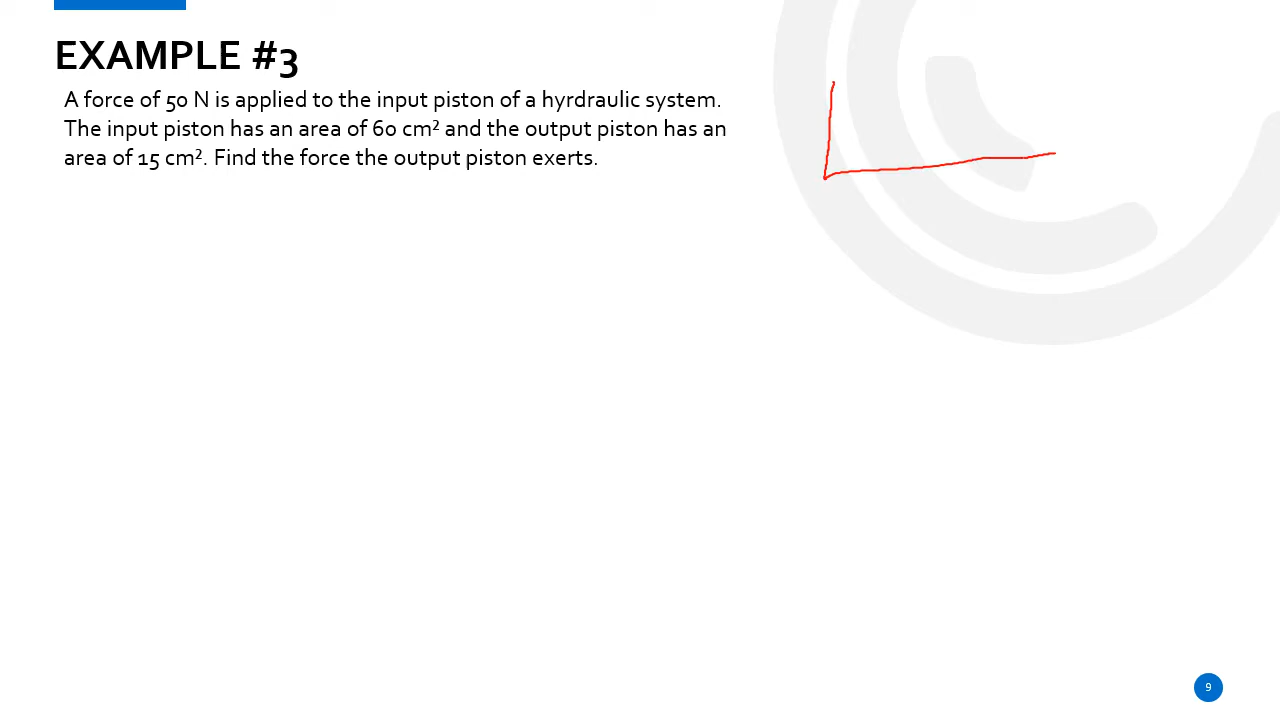 EXAMPLE #3
A force of 50 N is applied to the input piston of a hyrdraulic system.
The input piston has an area of 60 cm² and the output piston has an
area of 15 cm². Find the force the output piston exerts.
9